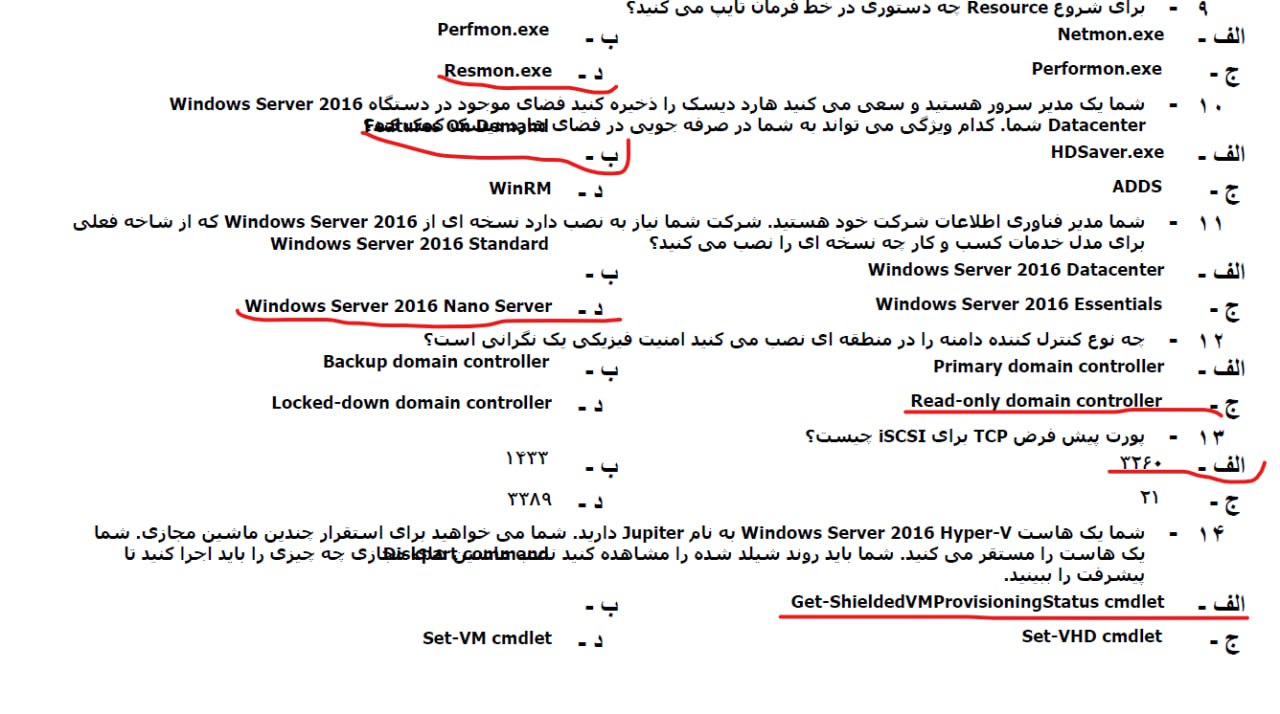 ۹ - برای شروع Resource چه دستوری در خط فرمان تایپ می کنید؟
الف - Netmon.exe ب - Perfmon.exe
ج - Performon.exe د - Resmon.exe
۱۰ - شما یک مدیر سرور هستید و سعی می کنید هارد دیسک را ذخیره کنید فضای موجود در دستگاه Windows Server 2016
Datacenter شما. کدام ویژگی می تواند به شما در صرفه جویی در فضای هارد دیسک کمک کند؟
Features On Demand
الف - HDSaver.exe ب -
ج - ADDS د - WinRM
۱۱ - شما مدیر فناوری اطلاعات شرکت خود هستید. شرکت شما نیاز به نصب دارد نسخه ای از Windows Server 2016 که از شاخه فعلی
برای مدل خدمات کسب و کار چه نسخه ای را نصب می کنید؟
Windows Server 2016 Standard
الف - Windows Server 2016 Datacenter ب -
ج - Windows Server 2016 Essentials د - Windows Server 2016 Nano Server
۱۲ - چه نوع کنترل کننده دامنه را در منطقه ای نصب می کنید امنیت فیزیکی یک نگرانی است؟
الف - Primary domain controller ب - Backup domain controller
ج - Read-only domain controller د - Locked-down domain controller
۱۳ - پورت پیش فرض TCP برای iSCSI چیست؟
الف - ۳۲۶۰ ب - ۱۴۳۳
ج - ۲۱ د - ۳۳۸۹
۱۴ - شما یک هاست Windows Server 2016 Hyper-V به نام Jupiter دارید. شما می خواهید برای استقرار چندین ماشین مجازی. شما
یک هاست را مستقر می کنید. شما باید روند شیلد شده را مشاهده کنید نصب ماشین های مجازی چه چیزی را باید اجرا کنید تا
پیشرفت را ببینید.
Diskpart command
الف - Get-ShieldedVMProvisioningStatus cmdlet ب -
ج - Set-VHD cmdlet د - Set-VM cmdlet